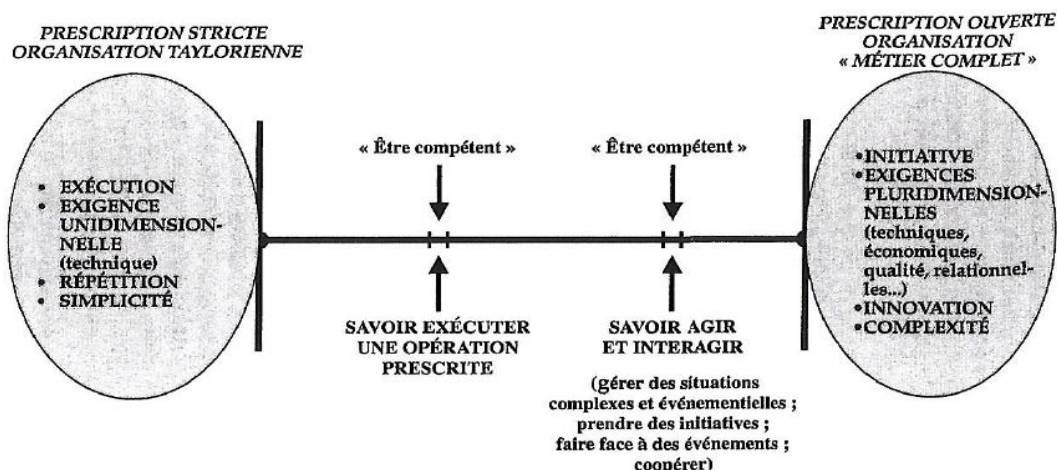 PRESCRIPTION STRICTE
ORGANISATION TAYLORIENNE
• EXÉCUTION
• EXIGENCE
UNIDIMENSION-
NELLE
(technique)
• RÉPÉTITION
• SIMPLICITÉ
« Être compétent »
SAVOIR EXÉCUTER
UNE OPÉRATION
PRESCRITE
« Être compétent »
SAVOIR AGIR
ET INTERAGIR
(gérer des situations
complexes et événementielles ;
prendre des initiatives ;
faire face à des événements ;
coopérer)
PRESCRIPTION OUVERTE
ORGANISATION
« MÉTIER COMPLET »
•INITIATIVE
•EXIGENCES
PLURIDIMENSION-
NELLES
(techniques,
économiques,
qualité, relationnel-
les...)
•INNOVATION
•COMPLEXITÉ